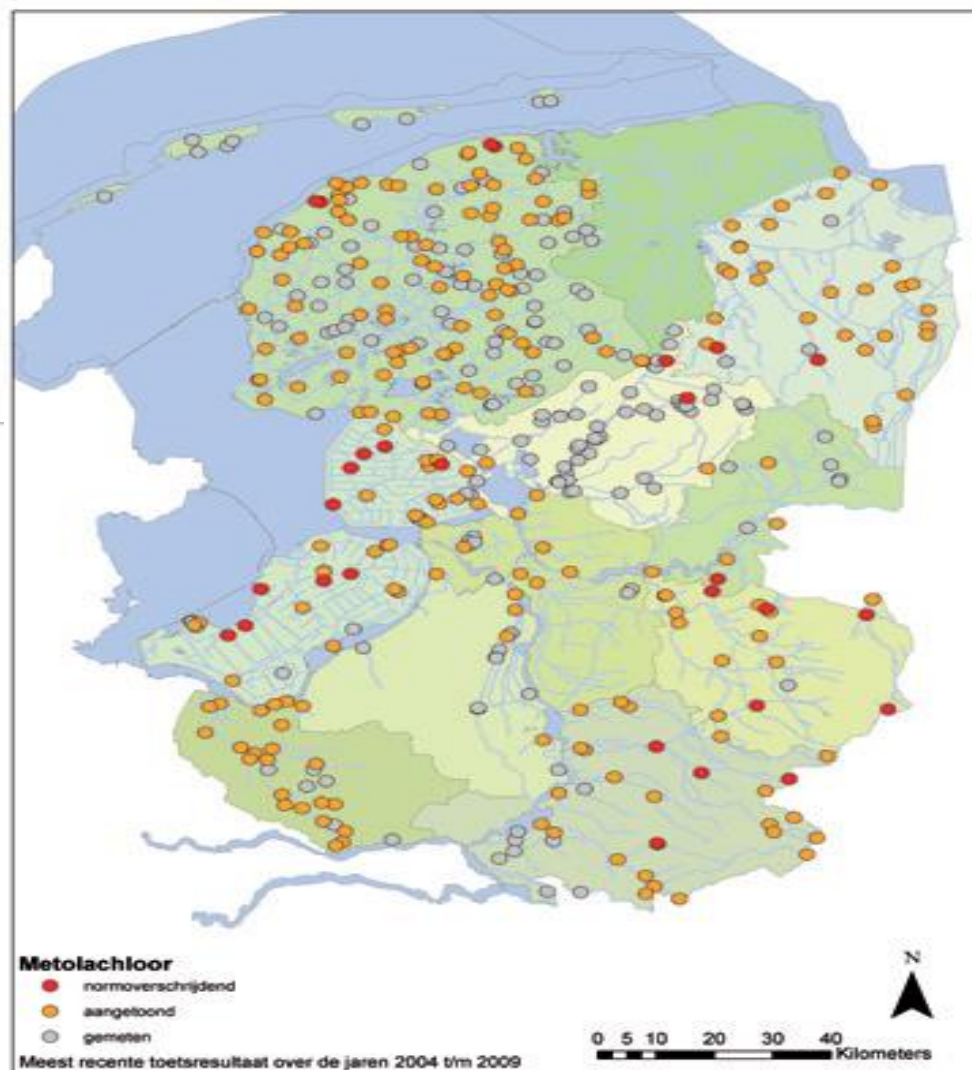 Metolachloor
normoverschrijdend
aangetoond
gemeten
Meest recente toetsresultaat over de jaren 2004 t/m 2009
N
0 5 10 20 30 40
Kilometers